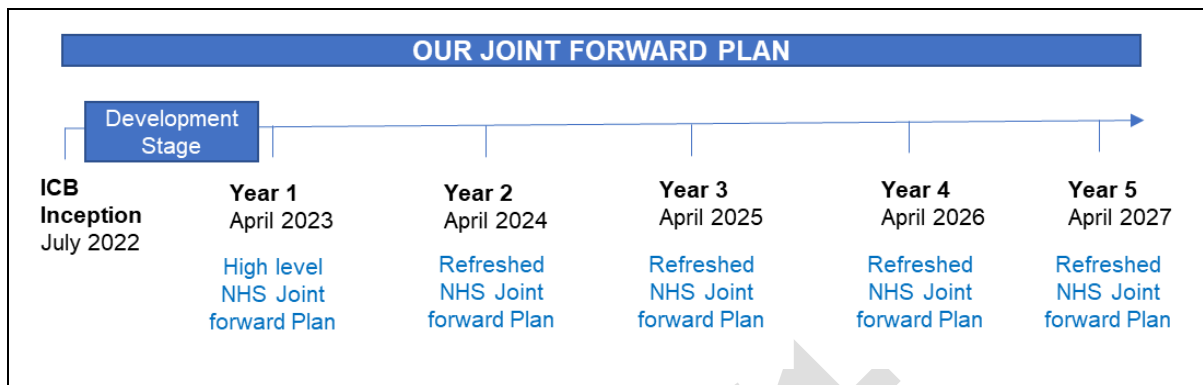 OUR JOINT FORWARD PLAN
Development
Stage
ICB
Inception
July 2022
Year 1
April 2023
High level
NHS Joint
forward Plan
Year 2
April 2024
Refreshed
NHS Joint
forward Plan
Year 3
April 2025
Refreshed
NHS Joint
forward Plan
Year 4
April 2026
Refreshed
NHS Joint
forward Plan
Year 5
April 2027
Refreshed
NHS Joint
forward Plan